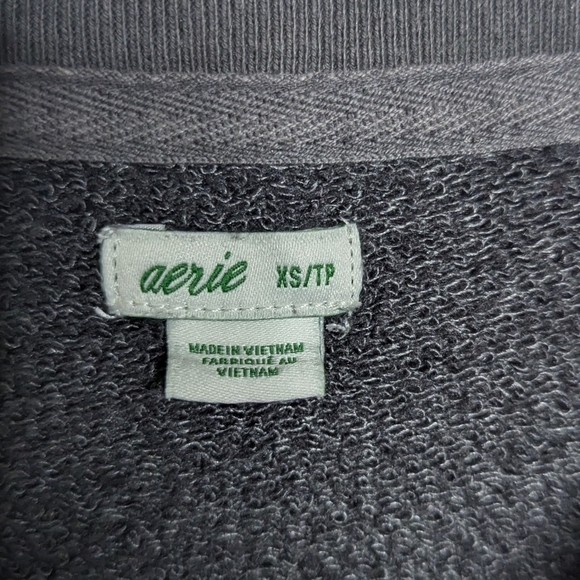 aerie XS/TP
MADE IN VIETNAM
FABRIQUÉ AU
VIETNAM